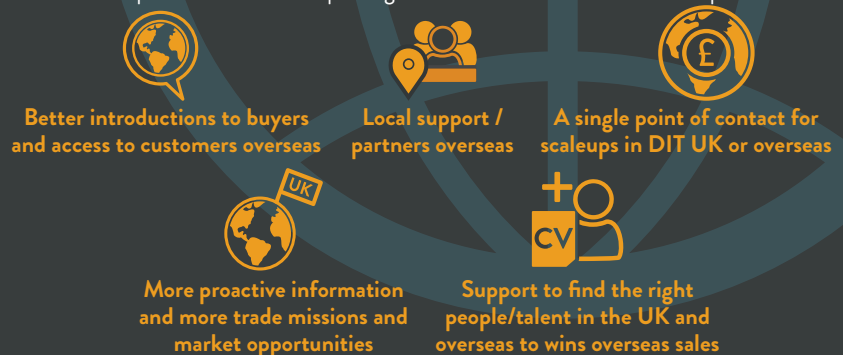 Better introductions to buyers
and access to customers overseas
Local support /
partners overseas
£
A single point of contact for
scaleups in DIT UK or overseas
UK
More proactive information
and more trade missions and
market opportunities
CV
Support to find the right
people/talent in the UK and
overseas to wins overseas sales